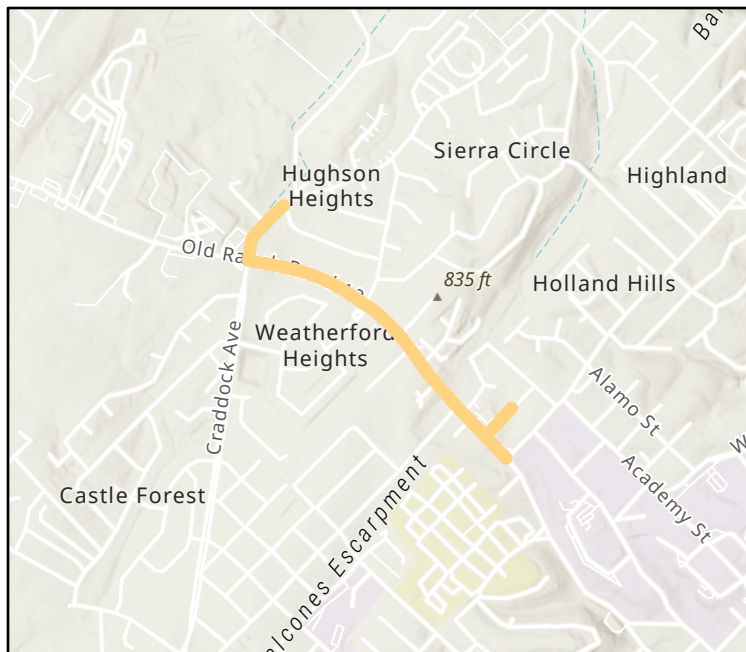 Sierra Circle
Hughson
Heights
Highland
Old
835 ft
Holland Hills
Weatherford
Heights
Craddock Ave
Alamo St
Academy St
Castle Forest
Escarpment